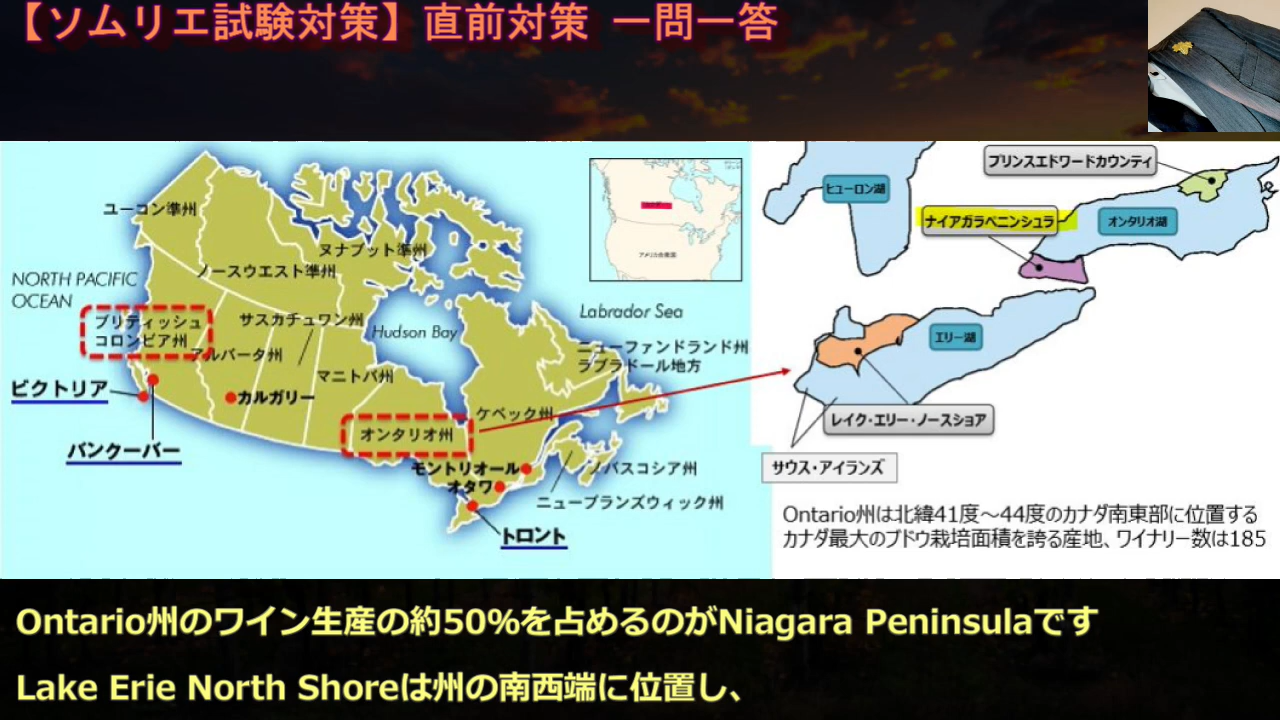 【ソムリエ試験対策】直前対策 一問一答
ユーコン準州
ヌナブット準州
ノースウエスト準州
NORTH PACIFIC
OCEAN
ブリティッシュ
コロンビア州
サスカチュワン州
アルバータ州
マニトバ州
Hudson Bay
Labrador Sea
ニューファンドランド州
ラブラドール地方
ビクトリア
カルガリー
バンクーバー
オンタリオ州
ケベック州
モントリオール
オタワ
ノバスコシア州
ニューブランズウィック州
トロント
アメリカ合衆国
プリンスエドワードカウンティ
ヒューロン湖
ナイアガラペニンシュラ
オンタリオ湖
エリー湖
レイク・エリー・ノースショア
サウス・アイランズ
Ontario州は北緯41度～44度のカナダ南東部に位置する
カナダ最大のブドウ栽培面積を誇る産地、ワイナリー数は185
Ontario州のワイン生産の約50%を占めるのがNiagara Peninsulaです
Lake Erie North Shoreは州の南西端に位置し、